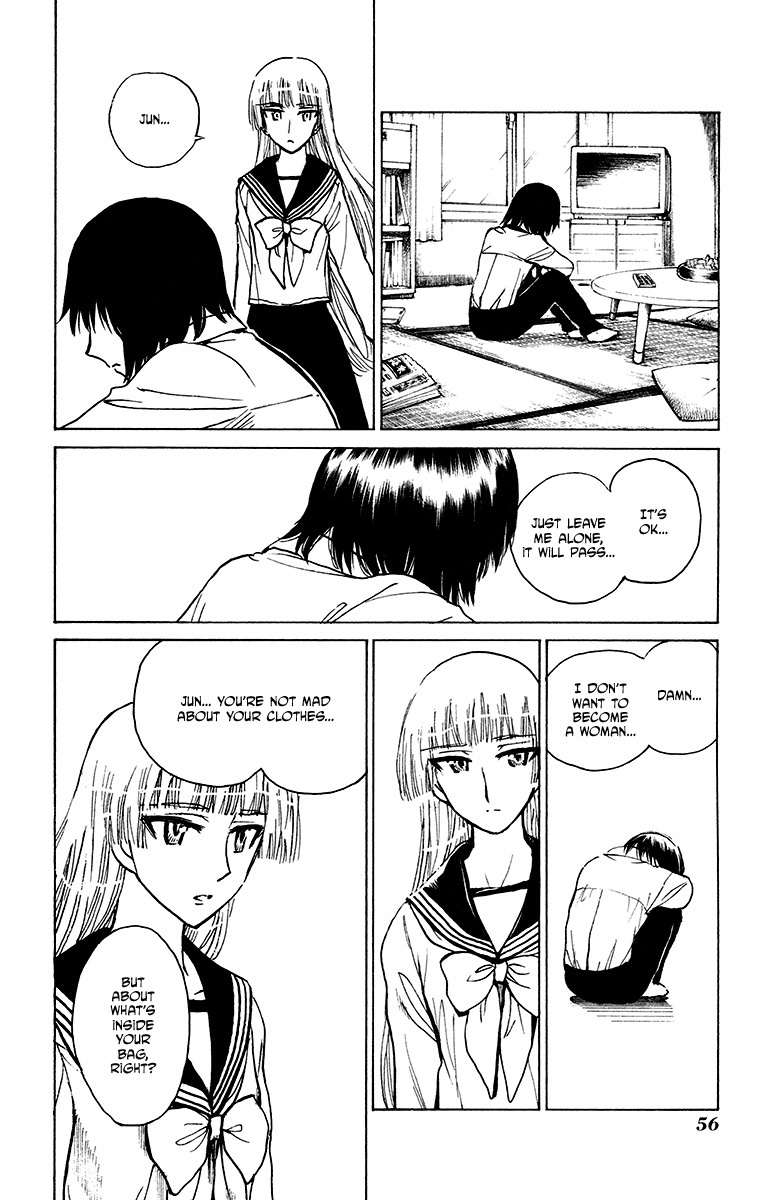 JUN...
IT'S
OK...
JUST LEAVE
ME ALONE,
IT WILL PASS...
DAMN...
I DON'T
WANT TO
BECOME
A WOMAN...
JUN... YOU'RE NOT MAD
ABOUT YOUR CLOTHES...
BUT
ABOUT
WHAT'S
INSIDE
YOUR
BAG,
RIGHT?
56